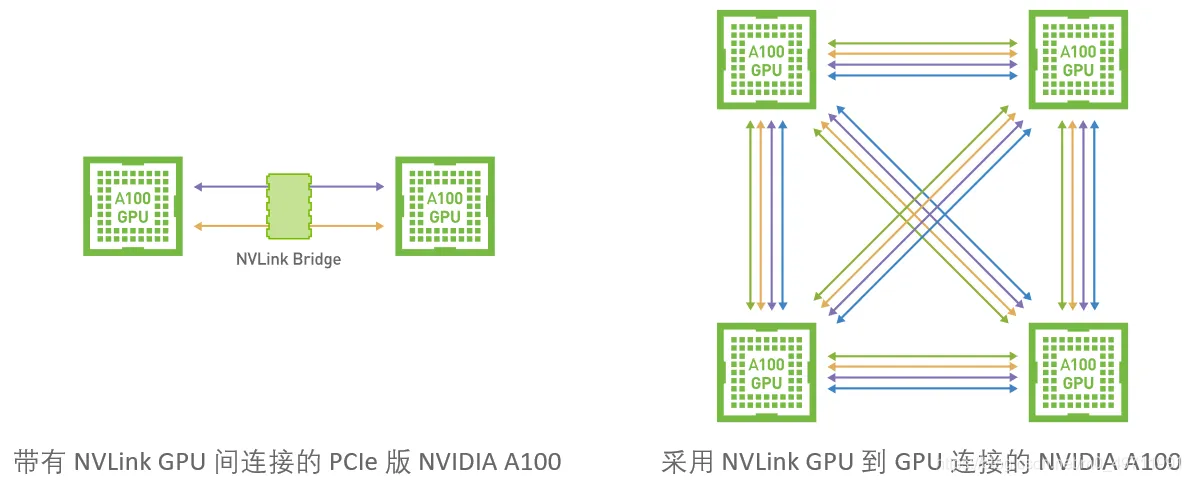 A100
GPU
A100
GPU
NVLink Bridge
带有 NVLink GPU 间连接的 PCIe 版 NVIDIA A100
A100
GPU
A100
GPU
A100
GPU
A100
GPU
采用 NVLink GPU 到 GPU 连接的 NVIDIA A100